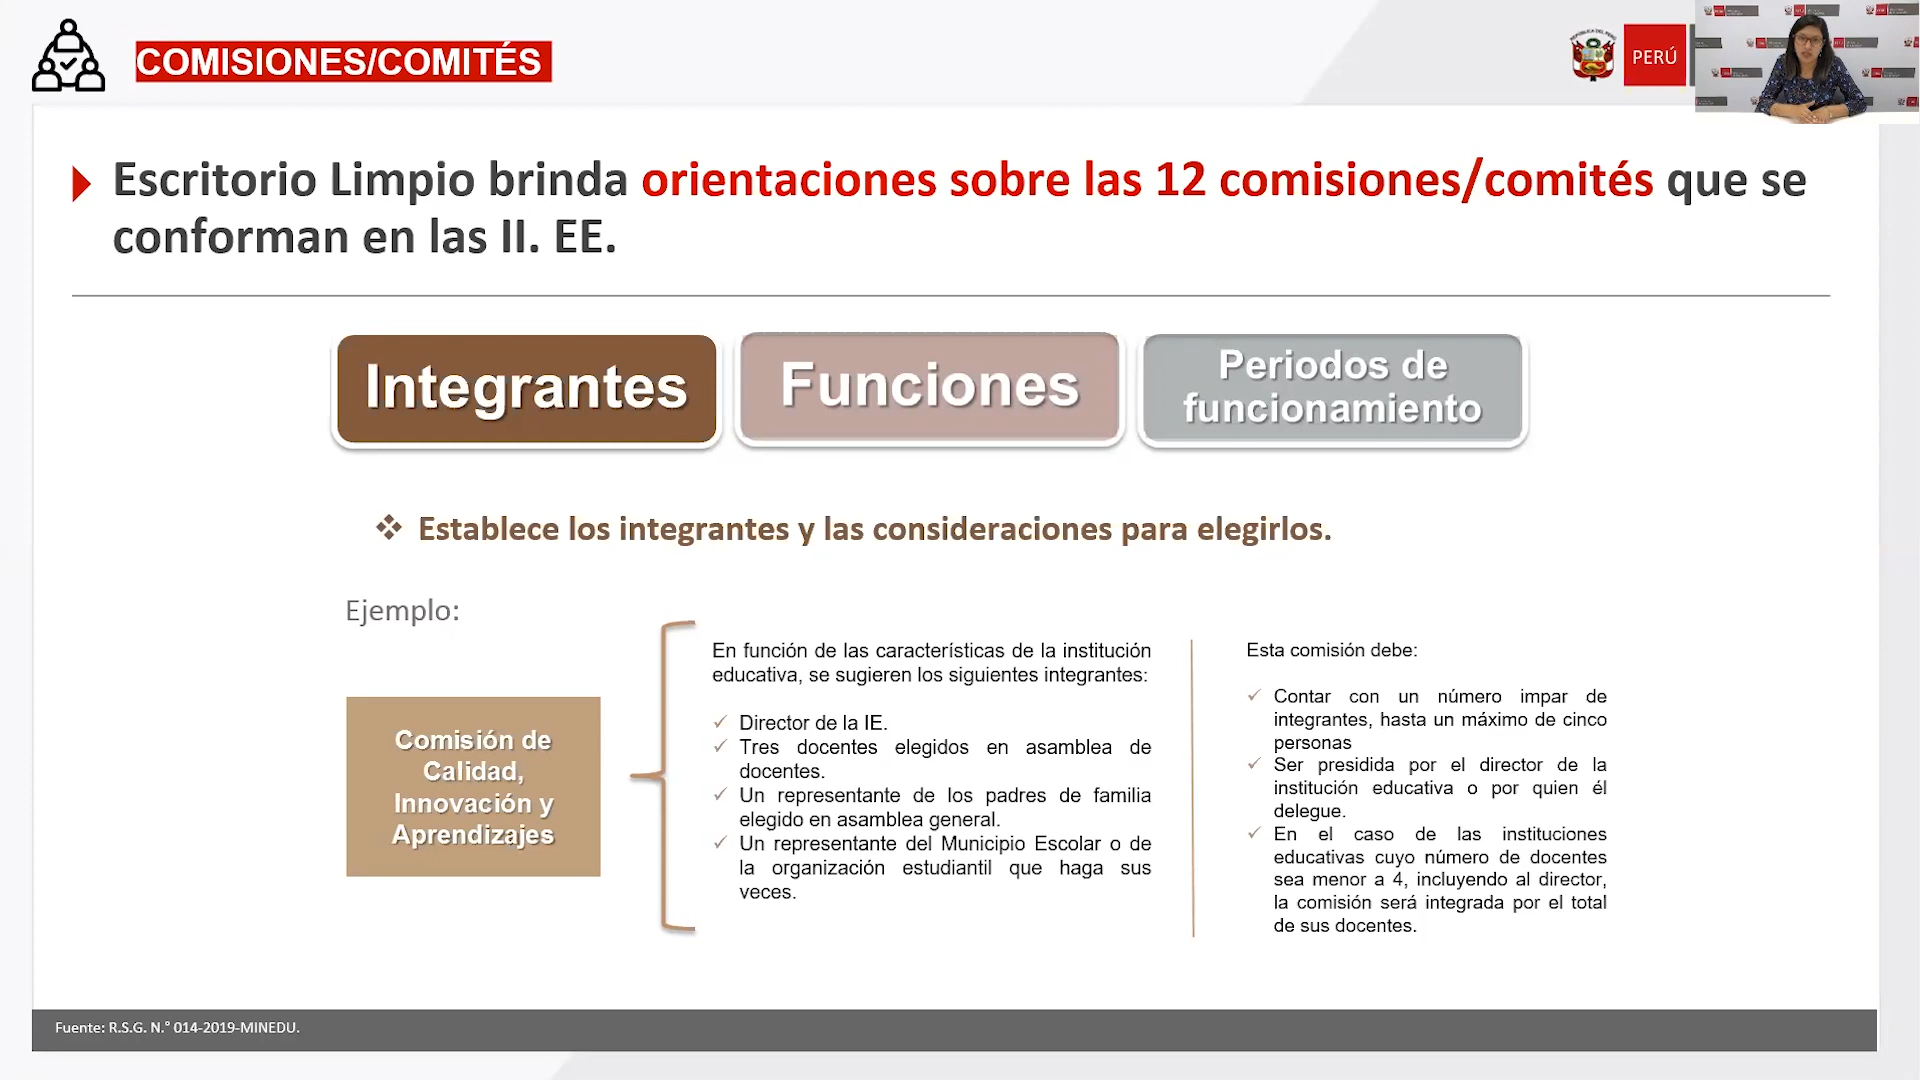 COMISIONES/COMITÉS
PERÚ
Escritorio Limpio brinda orientaciones sobre las 12 comisiones/comités que se
conforman en las II. EE.
Integrantes
Funciones
Periodos de
funcionamiento
Establece los integrantes y las consideraciones para elegirlos.
Ejemplo:
Comisión de
Calidad,
Innovación y
Aprendizajes
En función de las características de la institución
educativa, se sugieren los siguientes integrantes:
Director de la IE.
Tres docentes elegidos en asamblea de
docentes.
Un representante de los padres de familia
elegido en asamblea general.
Un representante del Municipio Escolar o de
la organización estudiantil que haga sus
veces.
Esta comisión debe:
Contar con un número impar de
integrantes, hasta un máximo de cinco
personas
Ser presidida por el director de la
institución educativa o por quien él
delegue.
En el caso de las instituciones
educativas cuyo número de docentes
sea menor a 4, incluyendo al director,
la comisión será integrada por el total
de sus docentes.
Fuente: R.S.G. N.° 014-2019-MINEDU.